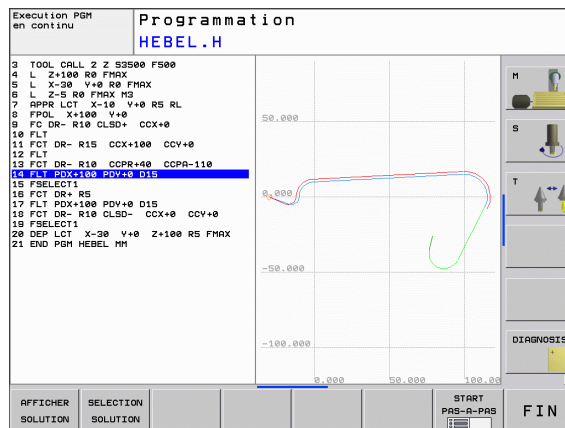 Execution PGM
en continu
Programmation
HEBEL.H
3 TOOL CALL 2 Z S3500 F500
4 L Z+100 R0 FMAX
5 L X-30 Y+0 R0 FMAX
6 L Z-5 R0 FMAX M3
7 APPR LCT X-10 Y+0 R5 RL
8 FPOL X+100 Y+0
9 FC DR- R10 CLSD+ CCX+0
10 FLT
11 FCT DR- R15 CCX+100 CCY+0
12 FLT
13 FCT DR- R10 CCPR+40 CCPA-110
14 FLT PDX+100 PDY+0 D15
15 FSELECT1
16 FCT DR+ R5
17 FLT PDX+100 PDY+0 D15
18 FCT DR- R10 CLSD- CCX+0 CCY+0
19 FSELECT1
20 DEP LCT X-30 Y+0 Z+100 R5 FMAX
21 END PGM HEBEL MM
50.000
0.000
-50.000
-100.000
0.000 50.000 100.00
M
S
T
DIAGNOSIS
AFFICHER
SOLUTION
SELECTION
SOLUTION
START
PAS-A-PAS
FIN